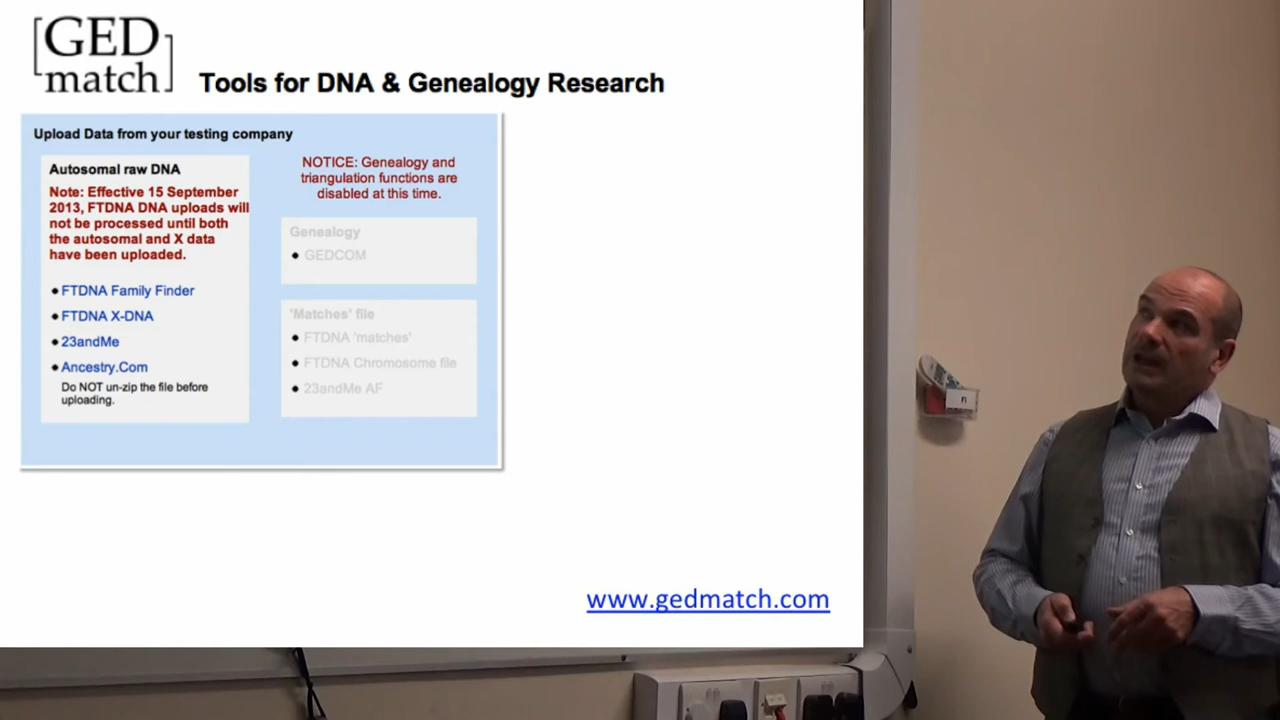 [GED
match]
Tools for DNA & Genealogy Research
Upload Data from your testing company
Autosomal raw DNA
Note: Effective 15 September
2013, FTDNA DNA uploads will
not be processed until both
the autosomal and X data
have been uploaded.
• FTDNA Family Finder
• FTDNA X-DNA
• 23andMe
• Ancestry.Com
Do NOT un-zip the file before
uploading.
NOTICE: Genealogy and
triangulation functions are
disabled at this time.
Genealogy
• GEDCOM
'Matches' file
• FTDNA 'matches'
• FTDNA Chromosome file
• 23andMe AF
www.gedmatch.com